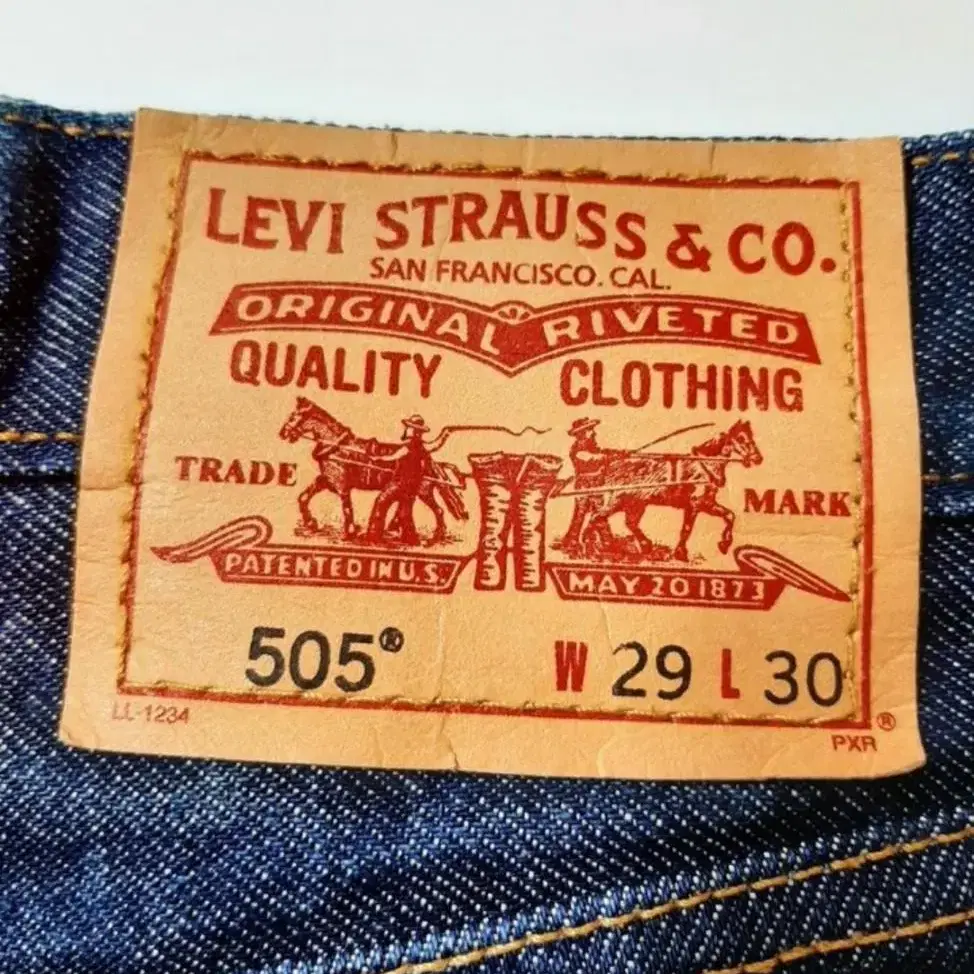 LEVI STRAUSS & CO.
SAN FRANCISCO. CAL.
ORIGINAL RIVETED
QUALITY CLOTHING
TRADE MARK
PATENTED IN U.S. MAY 20 1873
505® W 29 L 30
LL-1234 ®
PXR